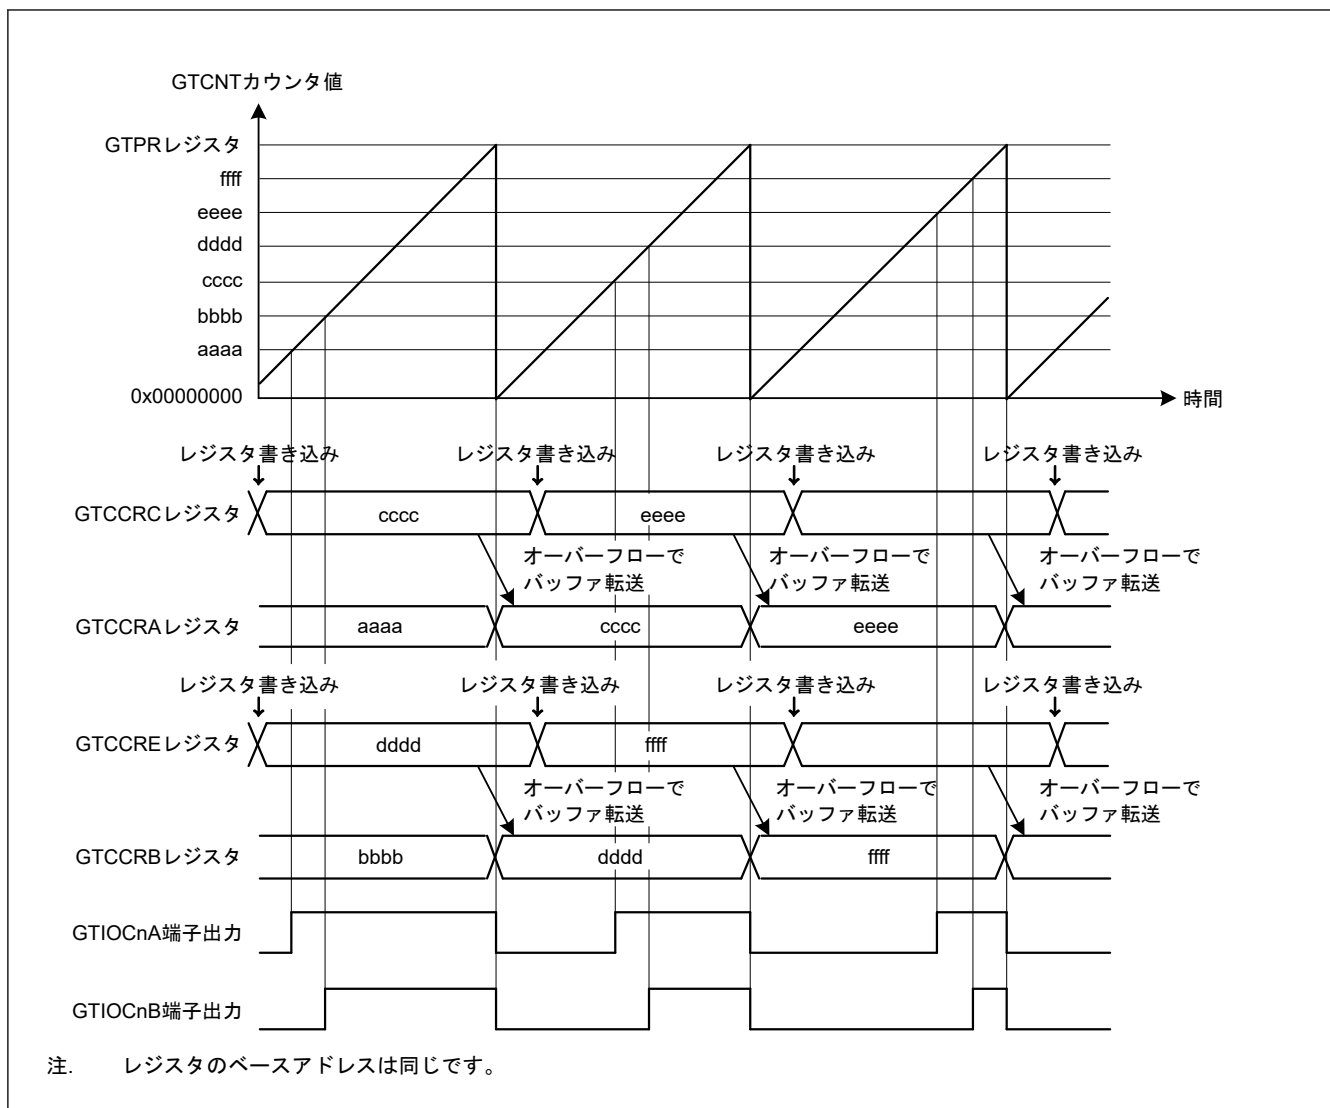 GTCNTカウンタ値
GTPRレジスタ
ffff
eeee
dddd
cccc
bbbb
aaaa
0x00000000
時間
レジスタ書き込み レジスタ書き込み レジスタ書き込み レジスタ書き込み
GTCCRCレジスタ cccc eeee
オーバーフローで オーバーフローで オーバーフローで
バッファ転送 バッファ転送 バッファ転送
GTCCRAレジスタ aaaa cccc eeee
レジスタ書き込み レジスタ書き込み レジスタ書き込み レジスタ書き込み
GTCCREレジスタ dddd ffff
オーバーフローで オーバーフローで オーバーフローで
バッファ転送 バッファ転送 バッファ転送
GTCCRBレジスタ bbbb dddd ffff
GTIOCnA端子出力
GTIOCnB端子出力
注. レジスタのベースアドレスは同じです。